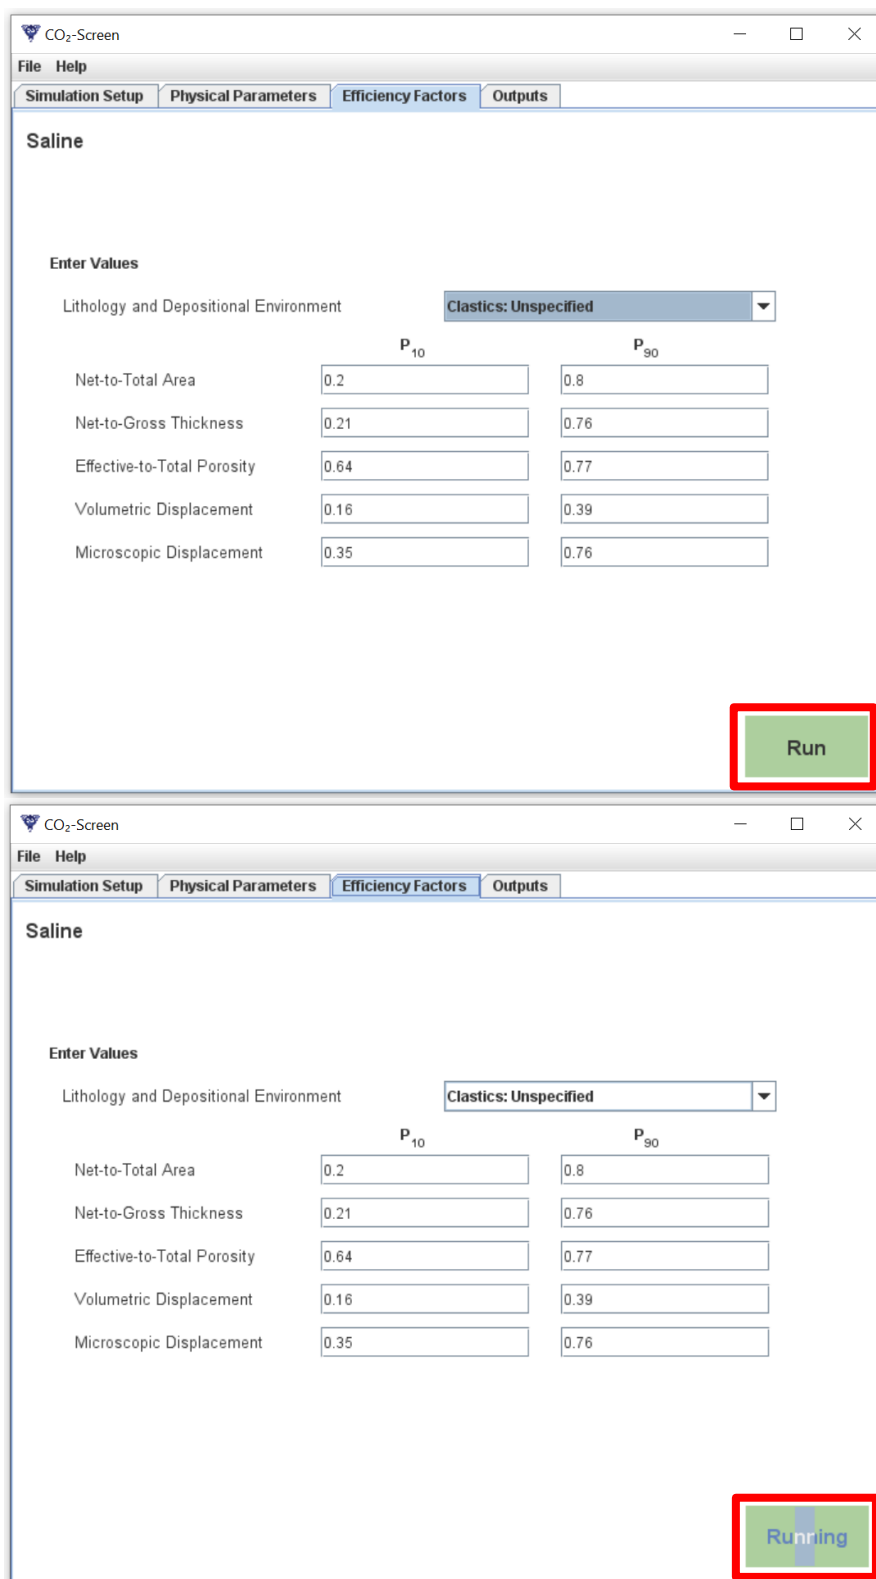 CO₂-Screen
File Help
Simulation Setup Physical Parameters Efficiency Factors Outputs
Saline
Enter Values
Lithology and Depositional Environment Clastics: Unspecified
P10 P90
Net-to-Total Area 0.2 0.8
Net-to-Gross Thickness 0.21 0.76
Effective-to-Total Porosity 0.64 0.77
Volumetric Displacement 0.16 0.39
Microscopic Displacement 0.35 0.76
Run
CO₂-Screen
File Help
Simulation Setup Physical Parameters Efficiency Factors Outputs
Saline
Enter Values
Lithology and Depositional Environment Clastics: Unspecified
P10 P90
Net-to-Total Area 0.2 0.8
Net-to-Gross Thickness 0.21 0.76
Effective-to-Total Porosity 0.64 0.77
Volumetric Displacement 0.16 0.39
Microscopic Displacement 0.35 0.76
Running